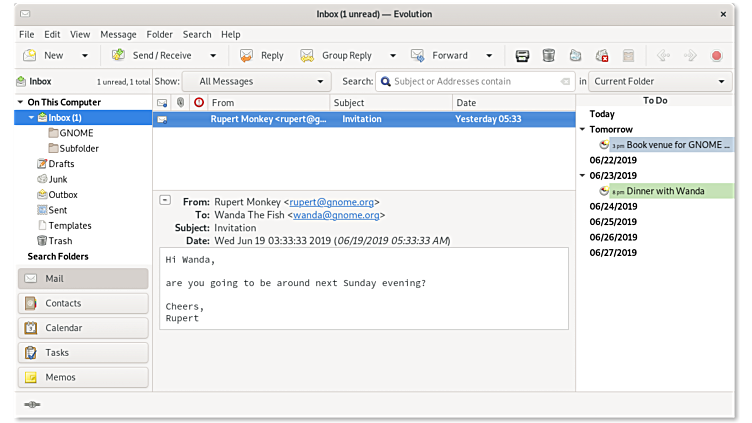 Inbox (1 unread) — Evolution
File Edit View Message Folder Search Help
New Send / Receive Reply Group Reply Forward
Inbox 1 unread, 1 total Show: All Messages Search: Subject or Addresses contain in Current Folder
On This Computer
Inbox (1)
GNOME
Subfolder
Drafts
Junk
Outbox
Sent
Templates
Trash
Search Folders
Mail
Contacts
Calendar
Tasks
Memos
From Subject Date
Rupert Monkey <rupert@g... Invitation Yesterday 05:33
From: Rupert Monkey <rupert@gnome.org>
To: Wanda The Fish <wanda@gnome.org>
Subject: Invitation
Date: Wed Jun 19 03:33:33 2019 (06/19/2019 05:33:33 AM)
Hi Wanda,
are you going to be around next Sunday evening?
Cheers,
Rupert
To Do
Today
Tomorrow
3 pm Book venue for GNOME ...
06/22/2019
06/23/2019
8 pm Dinner with Wanda
06/24/2019
06/25/2019
06/26/2019
06/27/2019